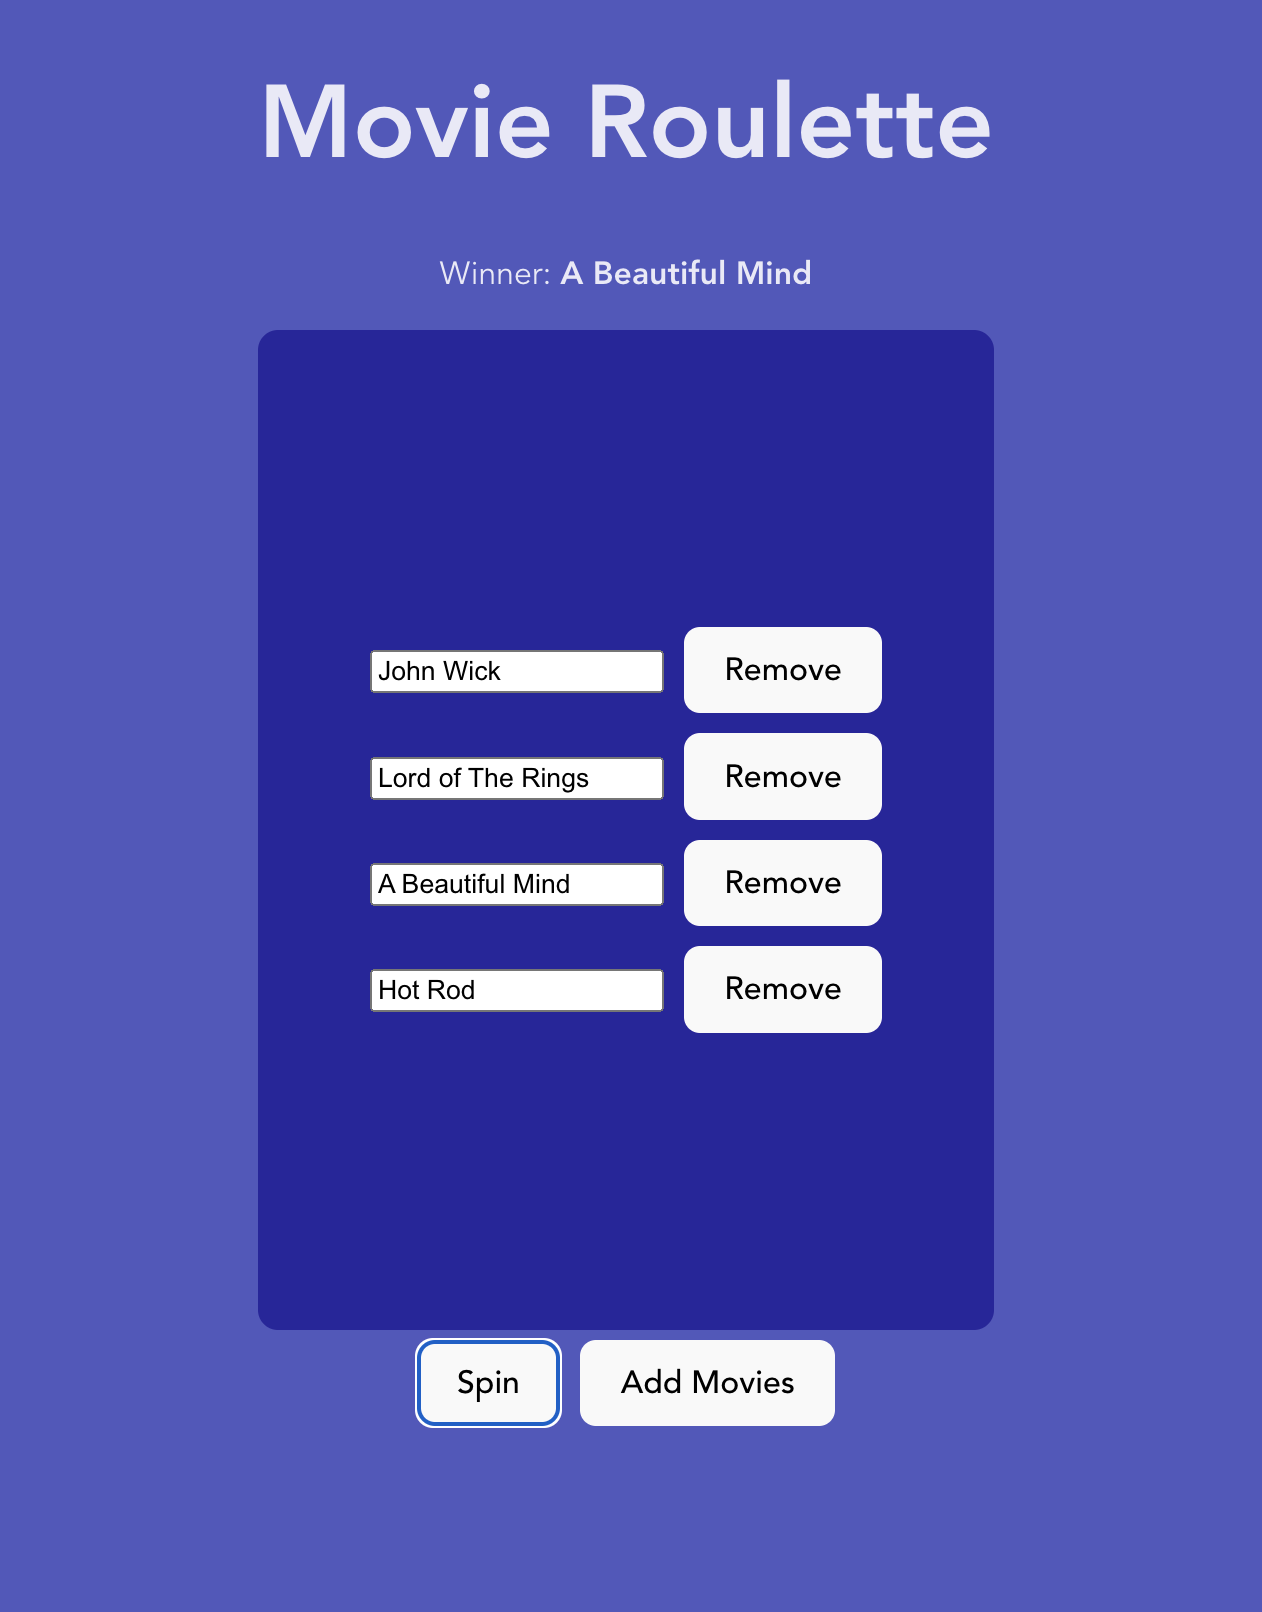 Movie Roulette
Winner: A Beautiful Mind
John Wick Remove
Lord of The Rings Remove
A Beautiful Mind Remove
Hot Rod Remove
Spin Add Movies